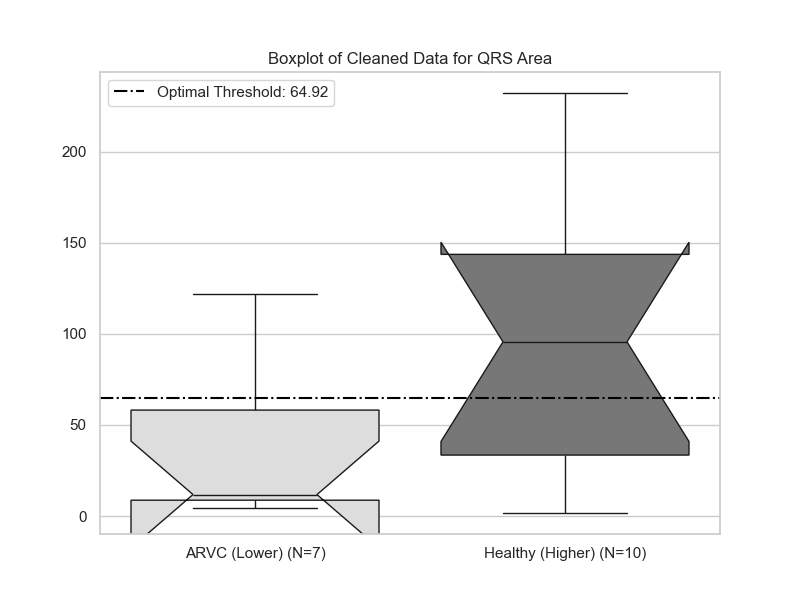 Boxplot of Cleaned Data for QRS Area
Optimal Threshold: 64.92
200
150
100
50
0
ARVC (Lower) (N=7)
Healthy (Higher) (N=10)